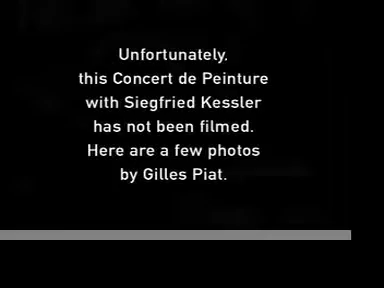 Unfortunately,
this Concert de Peinture
with Siegfried Kessler
has not been filmed.
Here are a few photos
by Gilles Piat.